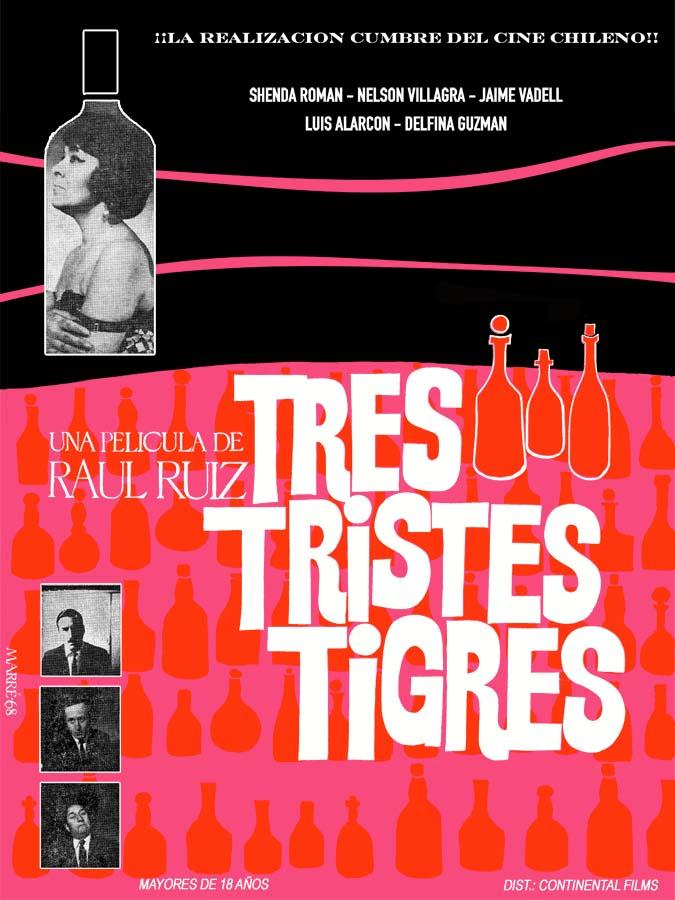 ¡¡LA REALIZACION CUMBRE DEL CINE CHILENO!!
SHENDA ROMAN - NELSON VILLAGRA - JAIME VADELL
LUIS ALARCON - DELFINA GUZMAN
UNA PELICULA DE
RAUL RUIZ
TRES
TRiSTES
TiGRES
MARRÉ'68
MAYORES DE 18 AÑOS
DIST.: CONTINENTAL FILMS